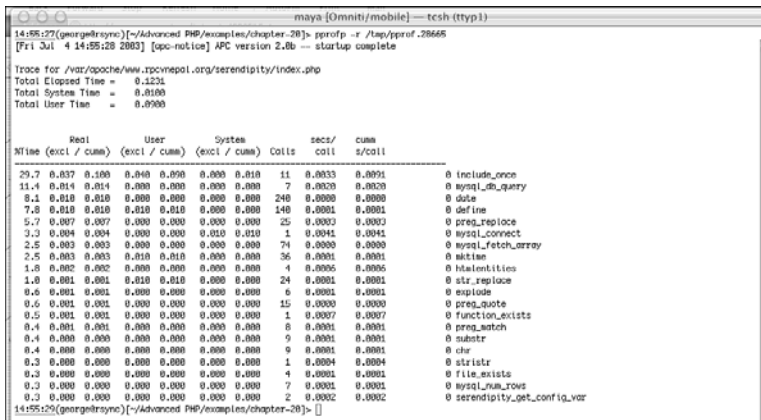 maya [Omniti/mobile] — tcsh (ttyp1)
14:55:27(george@rsync)[~/Advanced PHP/examples/chapter-20]> pprofp -r /tmp/pprof.28665
[Fri Jul 4 14:55:28 2003] [apc-notice] APC version 2.0b -- startup complete
Trace for /var/apache/www.rpcvnepal.org/serendipity/index.php
Total Elapsed Time = 0.1231
Total System Time = 0.0100
Total User Time = 0.0900
Real User System secs/ cumm
%Time (excl / cumm) (excl / cumm) (excl / cumm) Calls call s/call
29.7 0.037 0.100 0.040 0.090 0.000 0.010 11 0.0033 0.0091 0 include_once
11.4 0.014 0.014 0.000 0.000 0.000 0.000 7 0.0020 0.0020 0 mysql_db_query
8.1 0.010 0.010 0.000 0.000 0.000 0.000 240 0.0000 0.0000 0 date
7.8 0.010 0.010 0.010 0.010 0.000 0.000 140 0.0001 0.0001 0 define
5.7 0.007 0.007 0.000 0.000 0.000 0.000 25 0.0003 0.0003 0 preg_replace
3.3 0.004 0.004 0.000 0.000 0.010 0.010 1 0.0041 0.0041 0 mysql_connect
2.5 0.003 0.003 0.000 0.000 0.000 0.000 74 0.0000 0.0000 0 mysql_fetch_array
2.5 0.003 0.003 0.010 0.010 0.000 0.000 36 0.0001 0.0001 0 mktime
1.8 0.002 0.002 0.000 0.000 0.000 0.000 4 0.0006 0.0006 0 htmlentities
1.0 0.001 0.001 0.010 0.010 0.000 0.000 24 0.0001 0.0001 0 str_replace
0.6 0.001 0.001 0.000 0.000 0.000 0.000 6 0.0001 0.0001 0 explode
0.6 0.001 0.001 0.000 0.000 0.000 0.000 15 0.0000 0.0000 0 preg_quote
0.5 0.001 0.001 0.000 0.000 0.000 0.000 1 0.0007 0.0007 0 function_exists
0.4 0.001 0.001 0.000 0.000 0.000 0.000 8 0.0001 0.0001 0 preg_match
0.4 0.000 0.000 0.000 0.000 0.000 0.000 9 0.0001 0.0001 0 substr
0.4 0.000 0.000 0.000 0.000 0.000 0.000 9 0.0001 0.0001 0 chr
0.3 0.000 0.000 0.000 0.000 0.000 0.000 1 0.0004 0.0004 0 stristr
0.3 0.000 0.000 0.000 0.000 0.000 0.000 4 0.0001 0.0001 0 file_exists
0.3 0.000 0.000 0.000 0.000 0.000 0.000 7 0.0001 0.0001 0 mysql_num_rows
0.3 0.000 0.000 0.000 0.000 0.000 0.000 2 0.0002 0.0002 0 serendipity_get_config_var
14:55:29(george@rsync)[~/Advanced PHP/examples/chapter-20]>